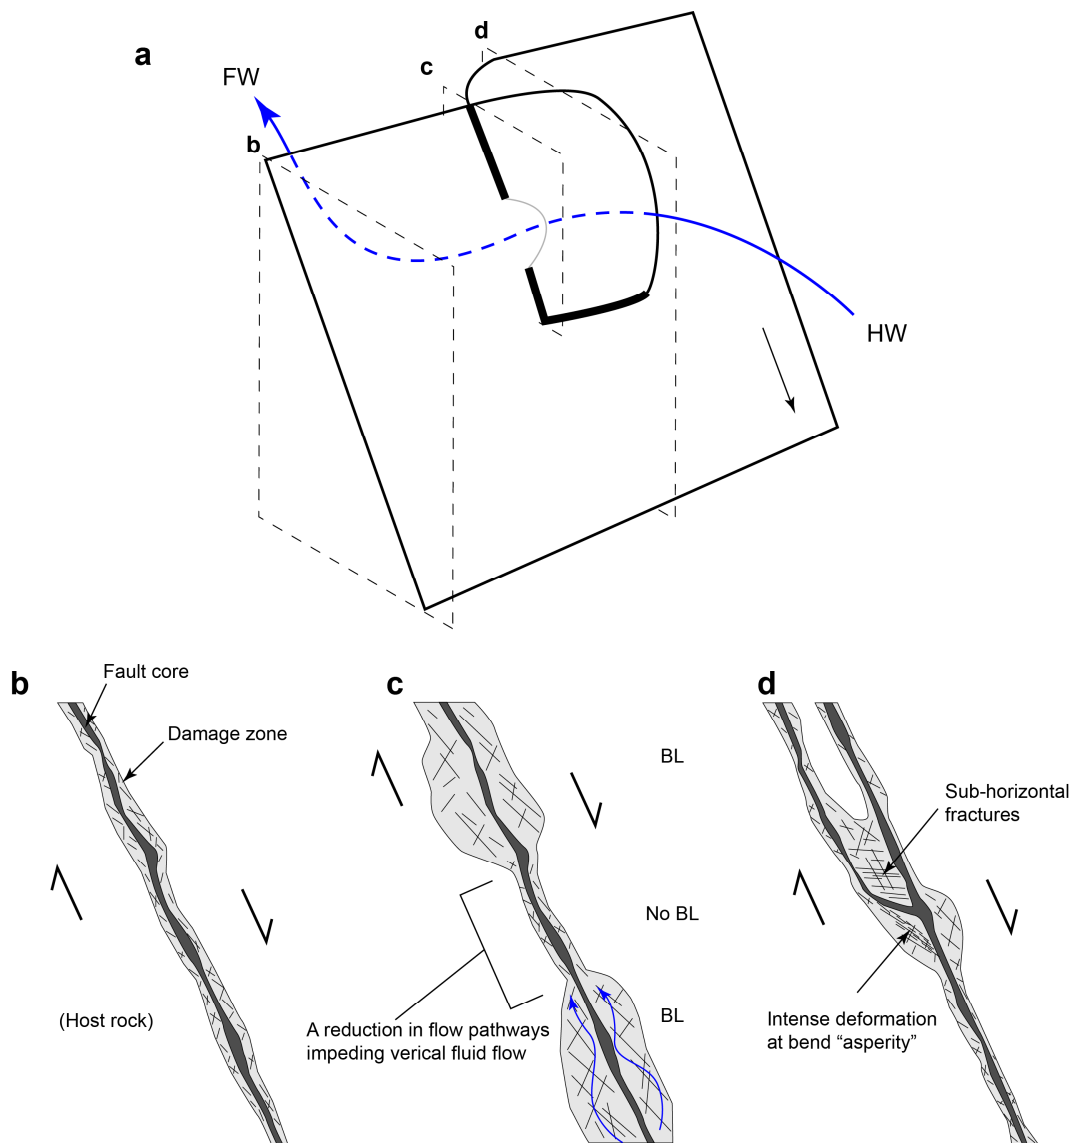 a
d
c
FW
b
HW
b
Fault core
Damage zone
(Host rock)
c
BL
No BL
BL
A reduction in flow pathways
impeding verical fluid flow
d
Sub-horizontal
fractures
Intense deformation
at bend “asperity”